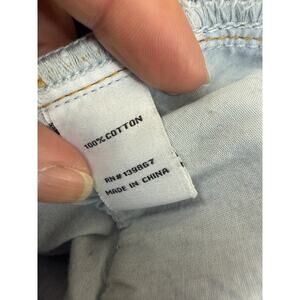 100% COTTON
RN# 139867
MADE IN CHINA